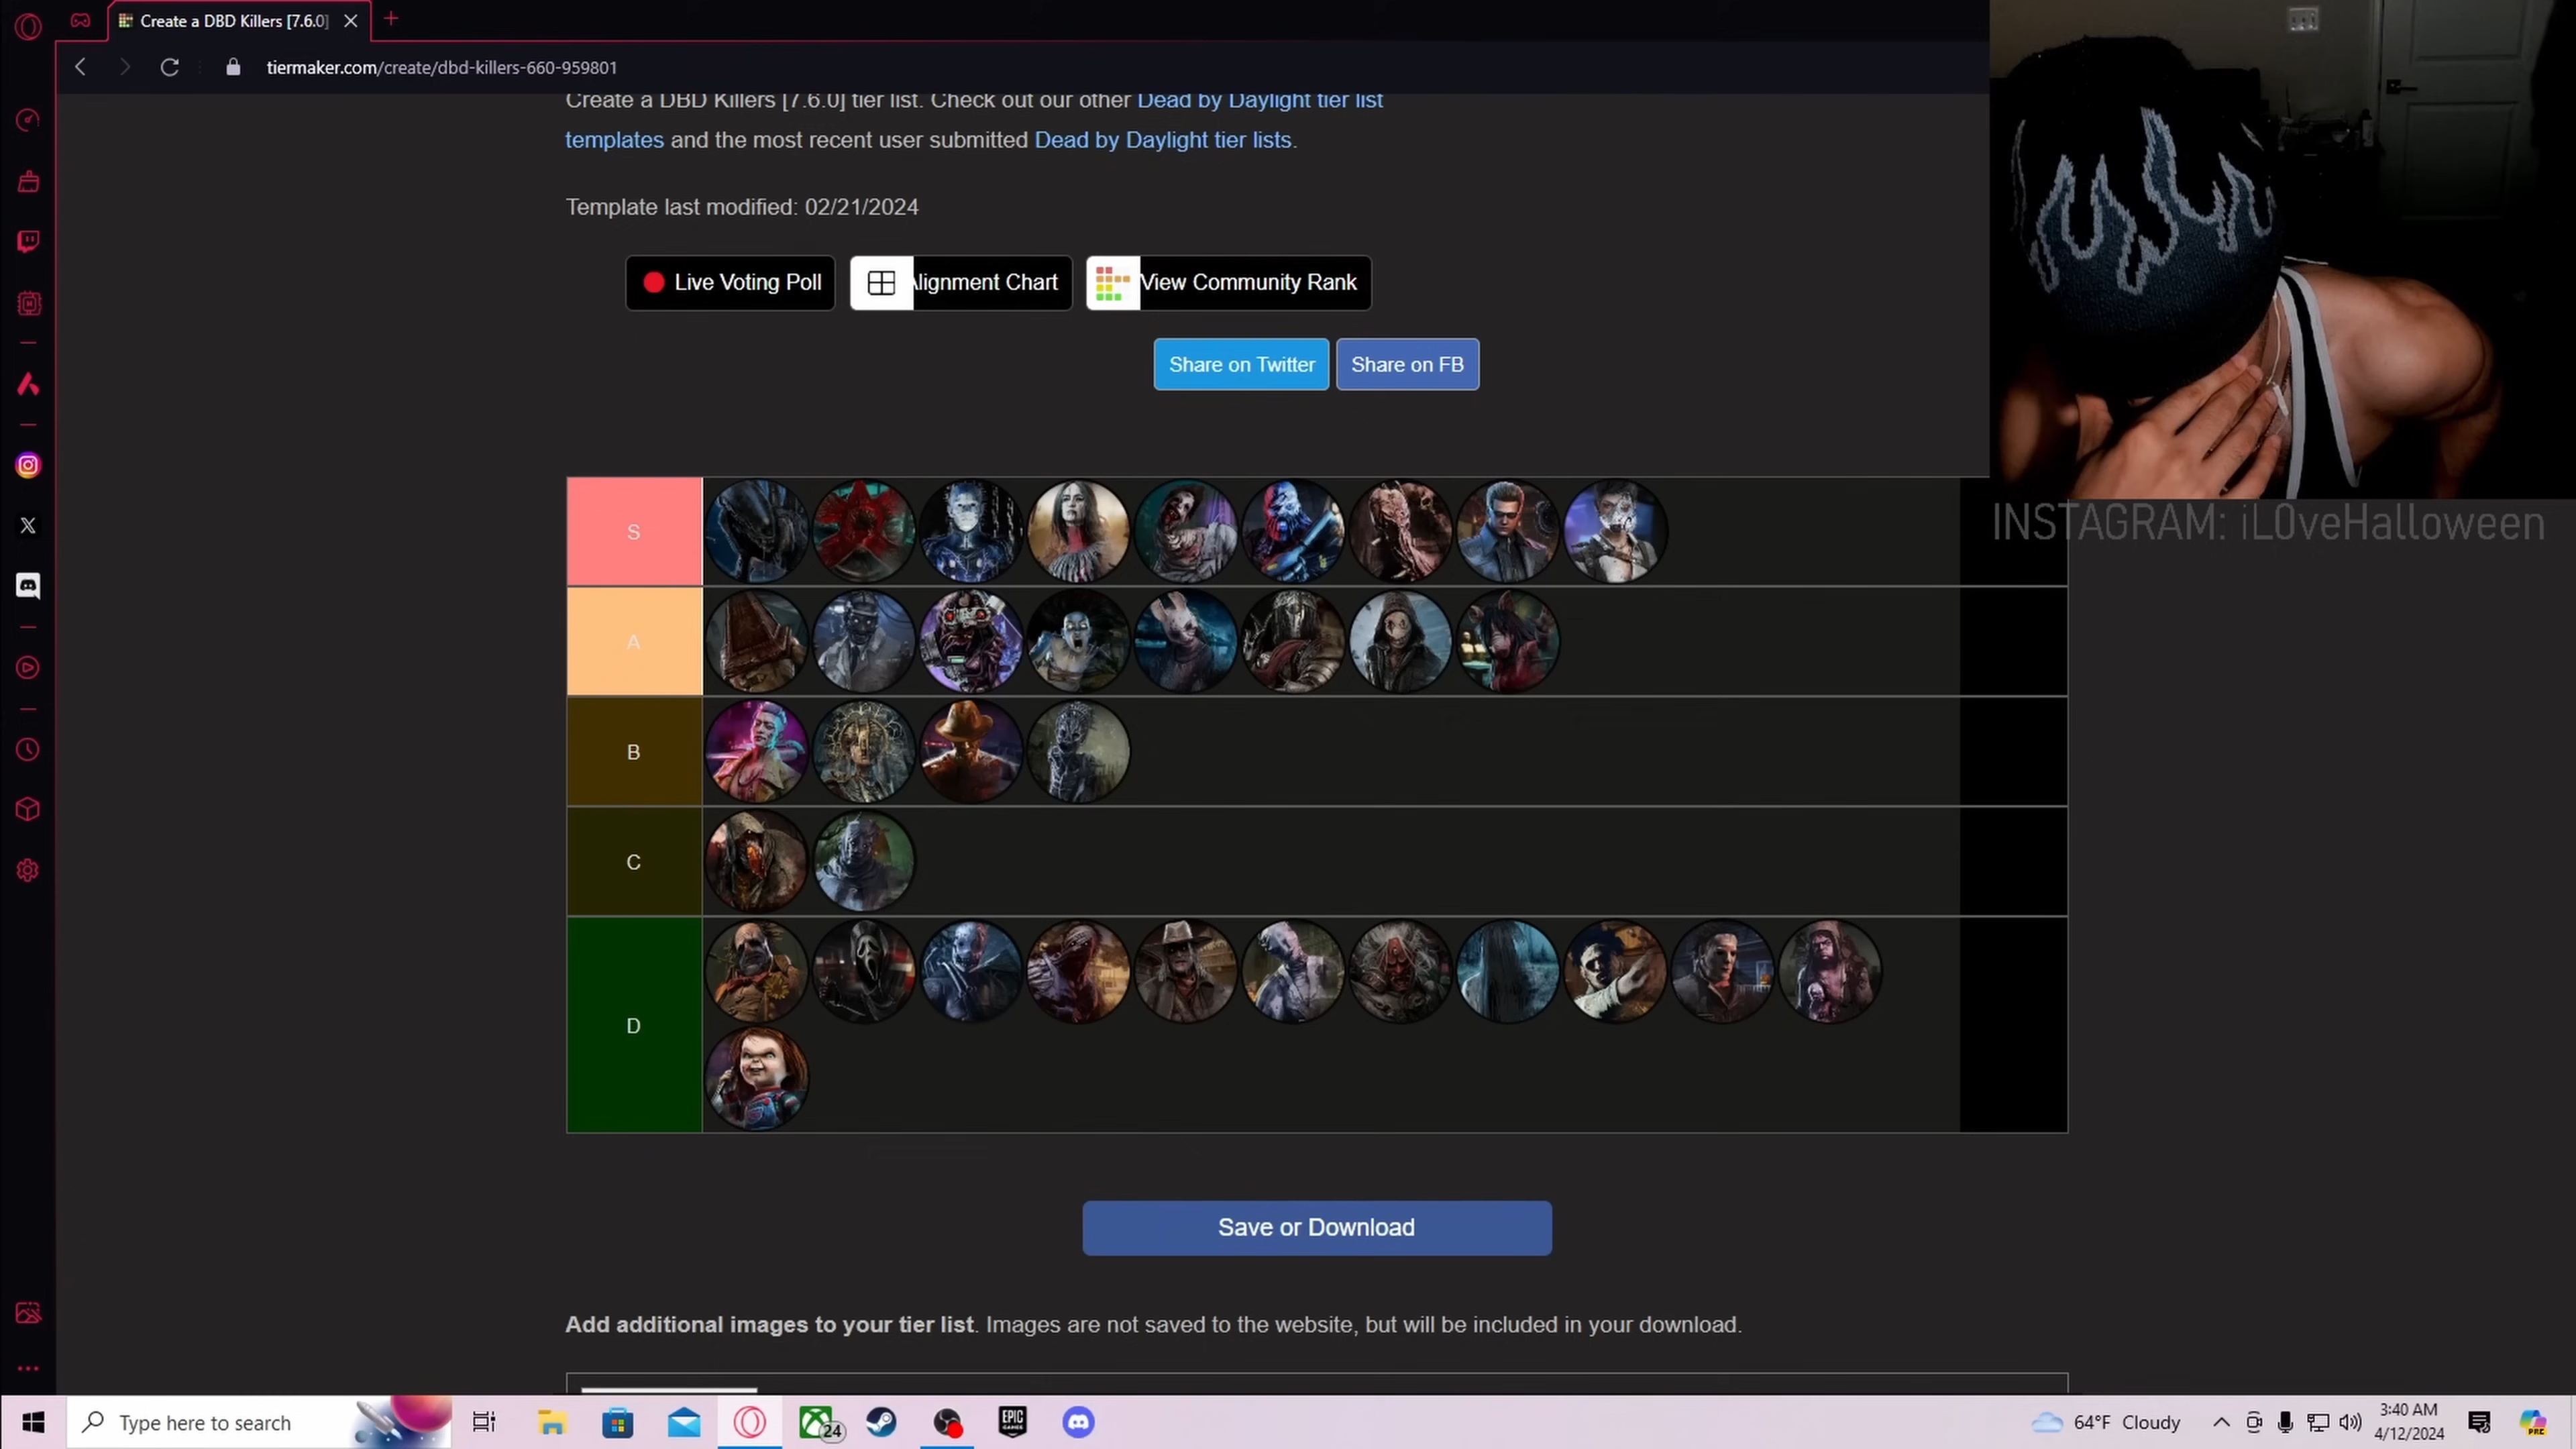 Create a DBD Killers [7.6.0]
tiermaker.com/create/dbd-killers-660-959801
Create a DBD Killers [7.6.0] tier list. Check out our other Dead by Daylight tier list
templates and the most recent user submitted Dead by Daylight tier lists.
Template last modified: 02/21/2024
Live Voting Poll
lignment Chart
View Community Rank
Share on Twitter
Share on FB
INSTAGRAM: iL0veHalloween
S
A
B
C
D
Save or Download
Add additional images to your tier list. Images are not saved to the website, but will be included in your download.
Type here to search
24
EPIC GAMES
64°F Cloudy
3:40 AM
4/12/2024
PRE